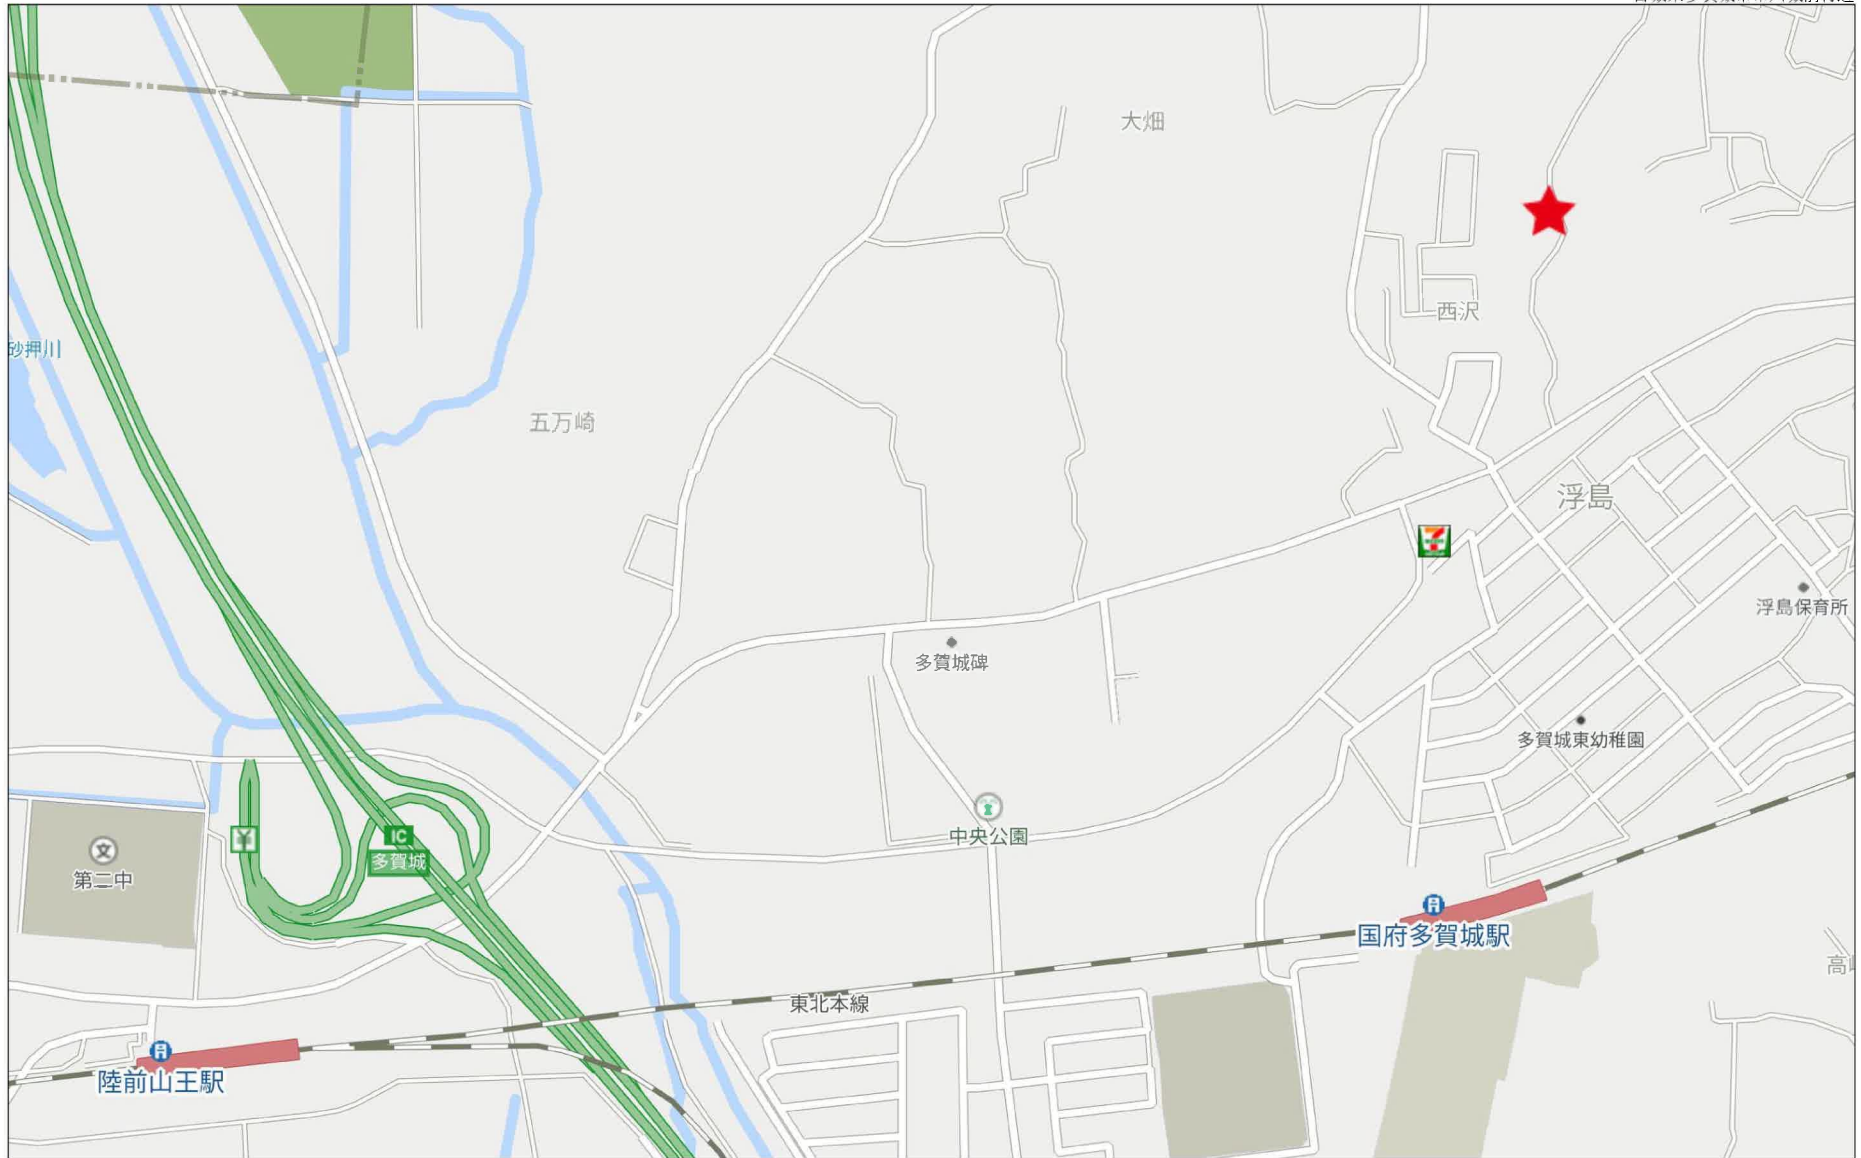 大畑
西沢
砂押川
五万崎
浮島
浮島保育所
多賀城碑
多賀城東幼稚園
中央公園
IC
多賀城
文
第二中
国府多賀城駅
東北本線
陸前山王駅